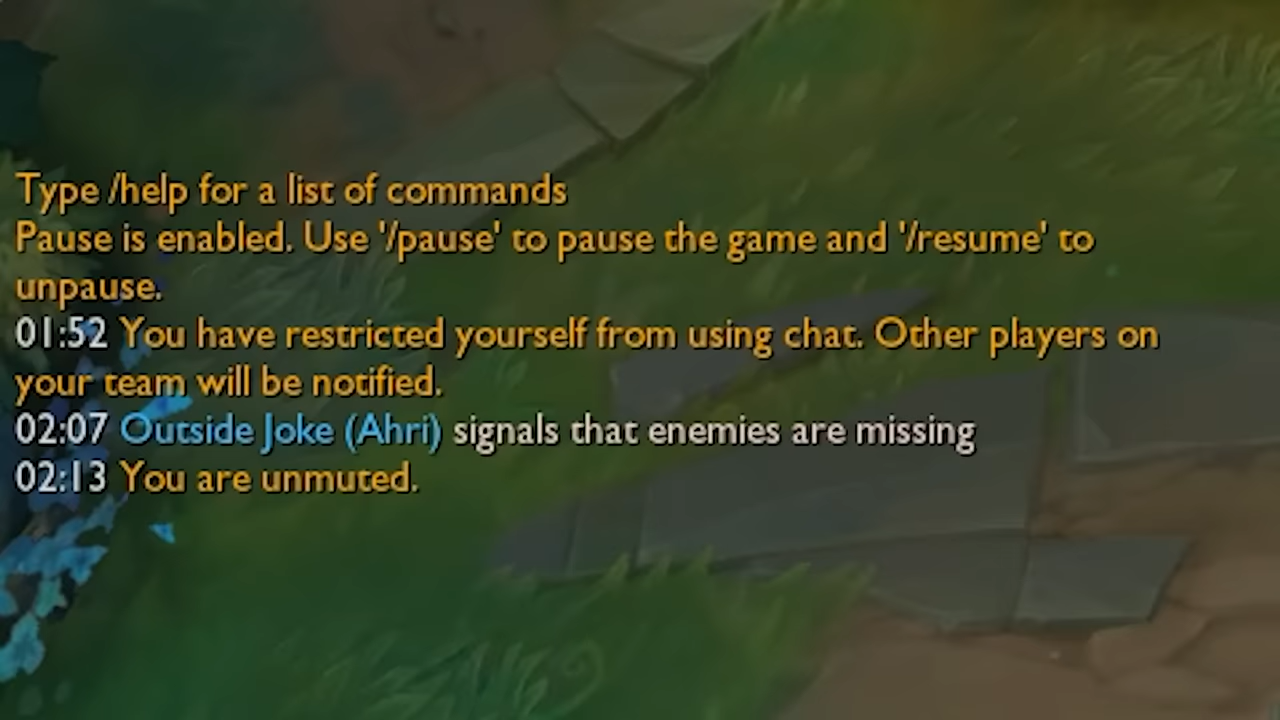 Type /help for a list of commands
Pause is enabled. Use '/pause' to pause the game and '/resume' to
unpause.
01:52 You have restricted yourself from using chat. Other players on
your team will be notified.
02:07 Outside Joke (Ahri) signals that enemies are missing
02:13 You are unmuted.